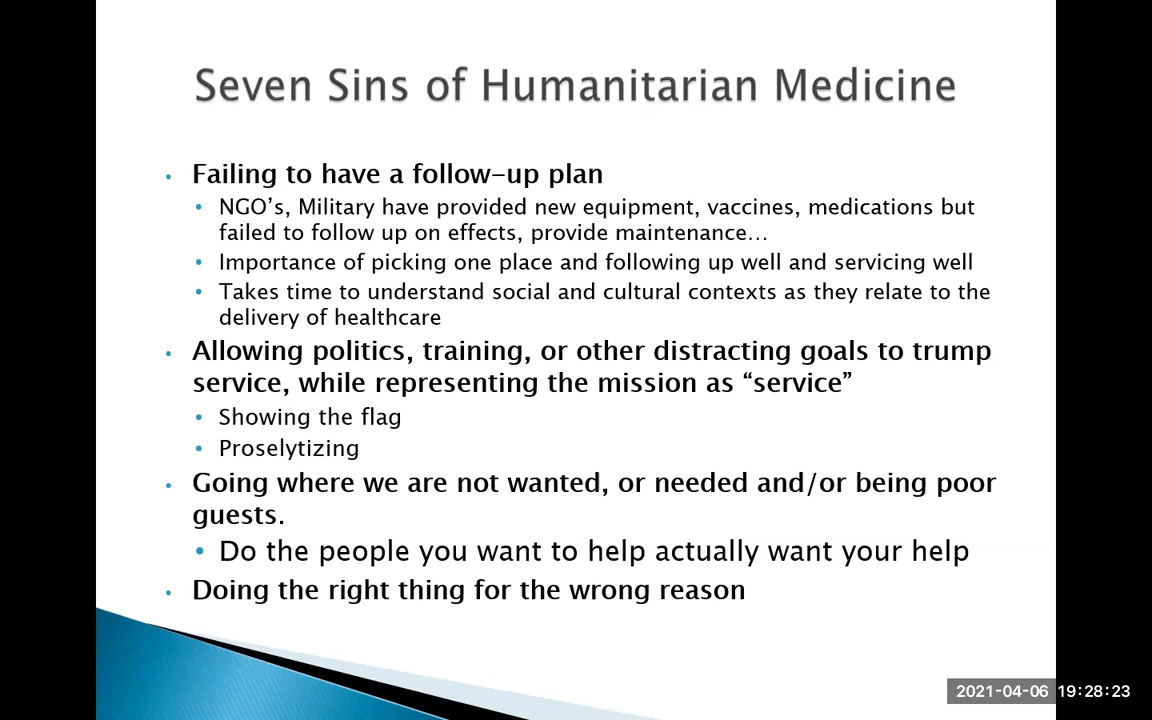 Seven Sins of Humanitarian Medicine
• Failing to have a follow-up plan
• NGO's, Military have provided new equipment, vaccines, medications but
failed to follow up on effects, provide maintenance…
• Importance of picking one place and following up well and servicing well
• Takes time to understand social and cultural contexts as they relate to the
delivery of healthcare
• Allowing politics, training, or other distracting goals to trump
service, while representing the mission as “service”
• Showing the flag
• Proselytizing
• Going where we are not wanted, or needed and/or being poor
guests.
• Do the people you want to help actually want your help
• Doing the right thing for the wrong reason
2021-04-06 19:28:23